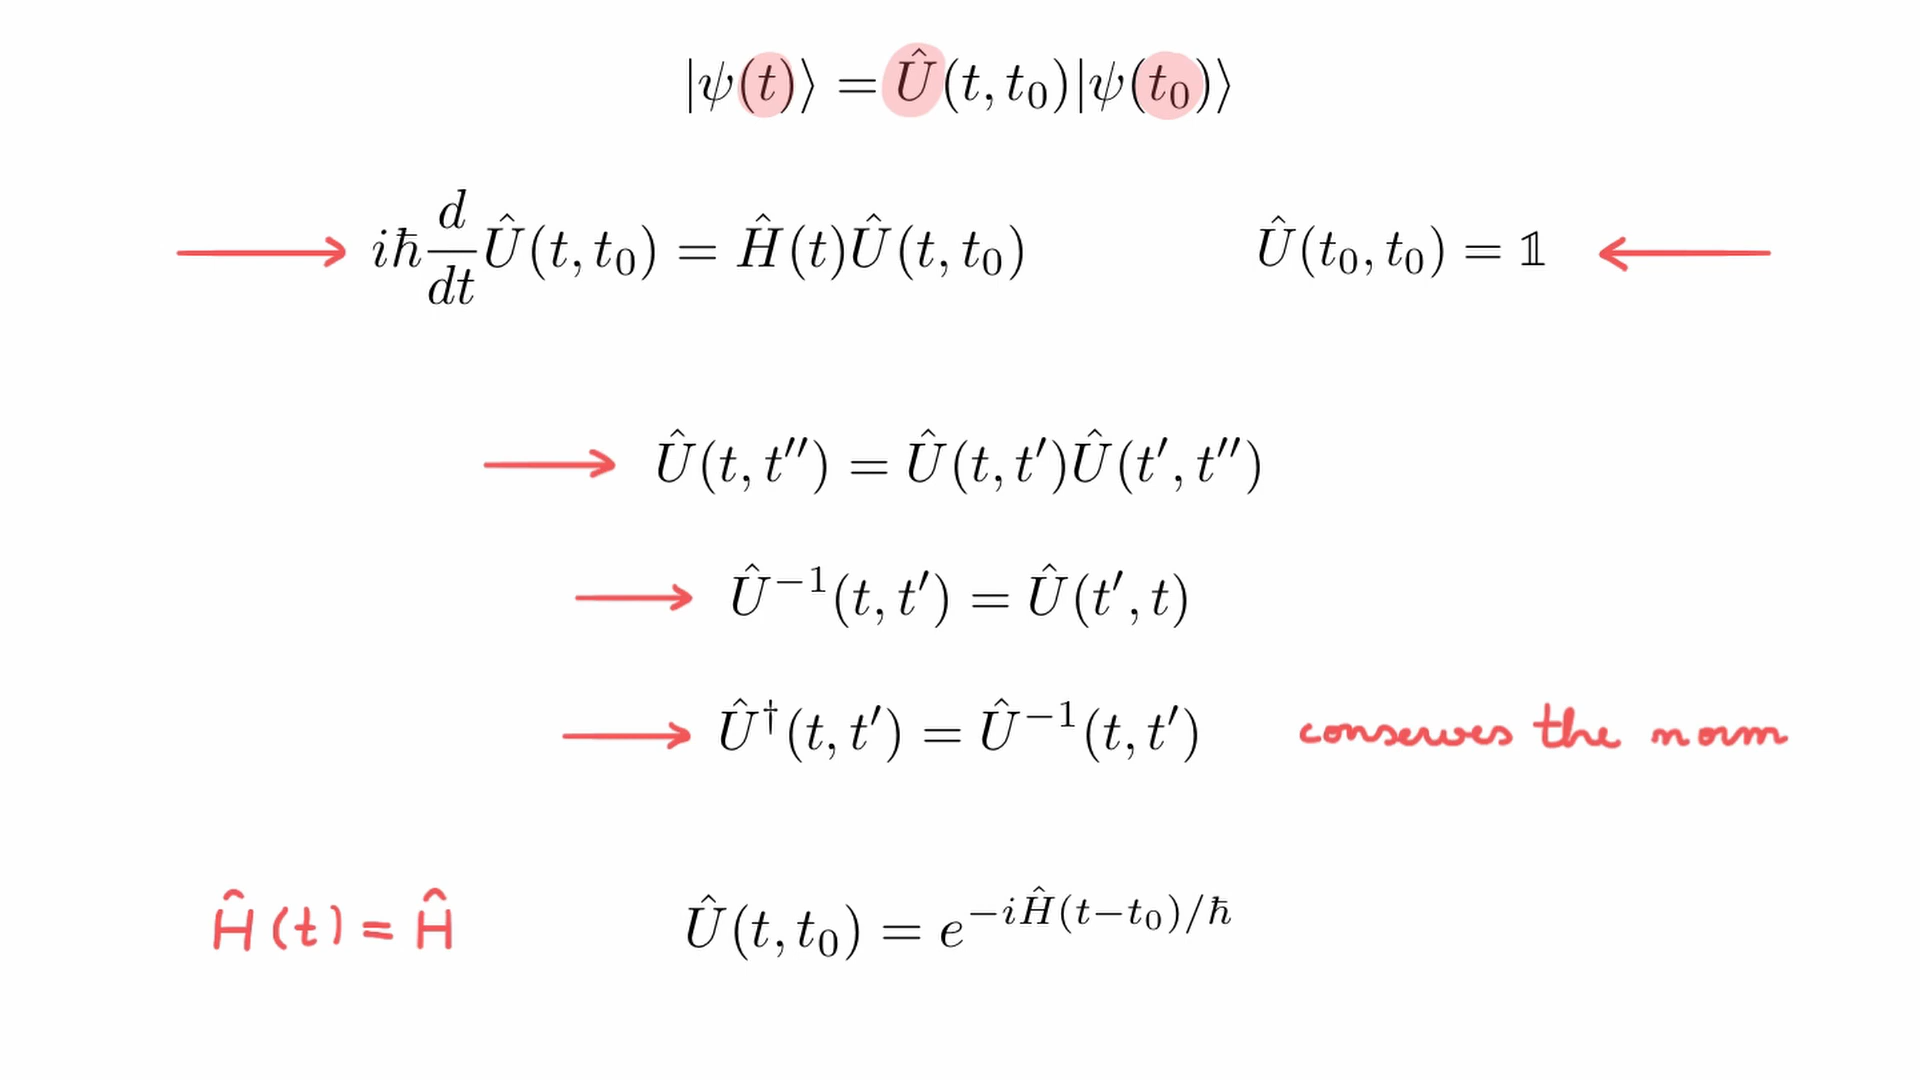 |ψ(t)⟩ = Û(t, t₀)|ψ(t₀)⟩
iħ d/dt Û(t, t₀) = Ĥ(t)Û(t, t₀)
Û(t₀, t₀) = 𝟙
Û(t, t′′) = Û(t, t′)Û(t′, t′′)
Û⁻¹(t, t′) = Û(t′, t)
Û†(t, t′) = Û⁻¹(t, t′) conserves the norm
Ĥ(t) = Ĥ Û(t, t₀) = e^{−iĤ(t−t₀)/ħ}